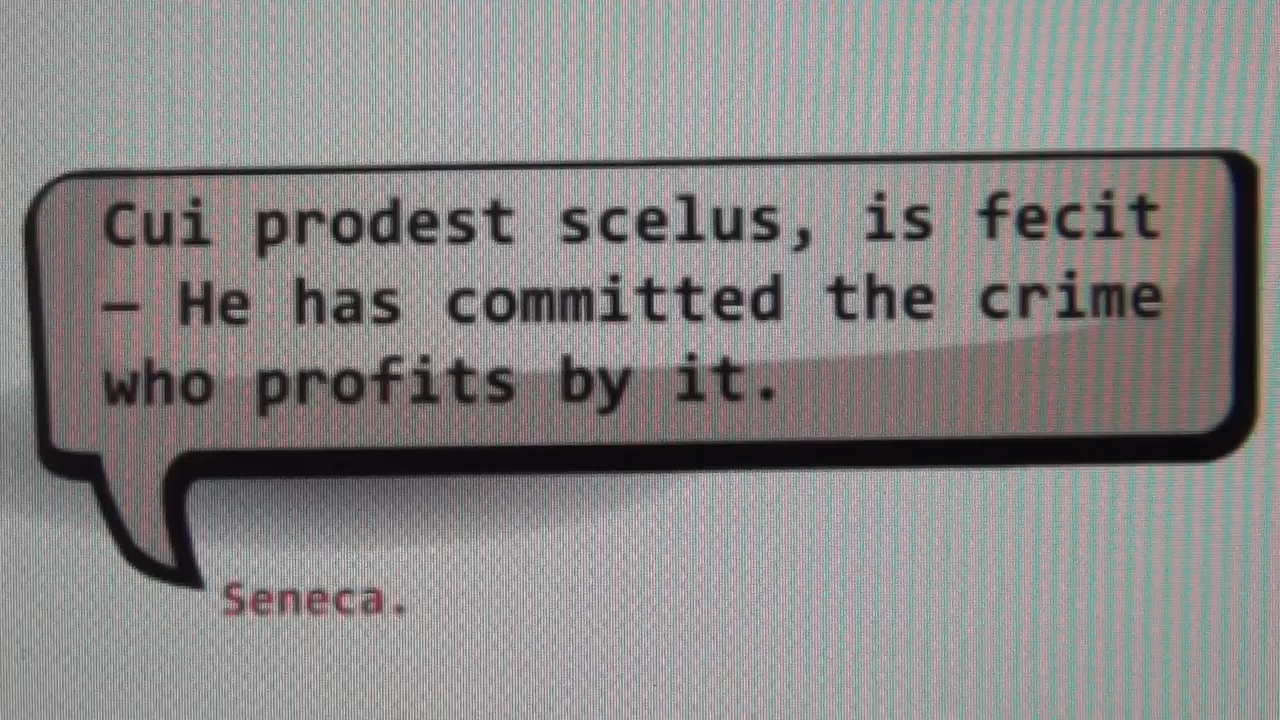 Cui prodest scelus, is fecit
— He has committed the crime
who profits by it.
Seneca.